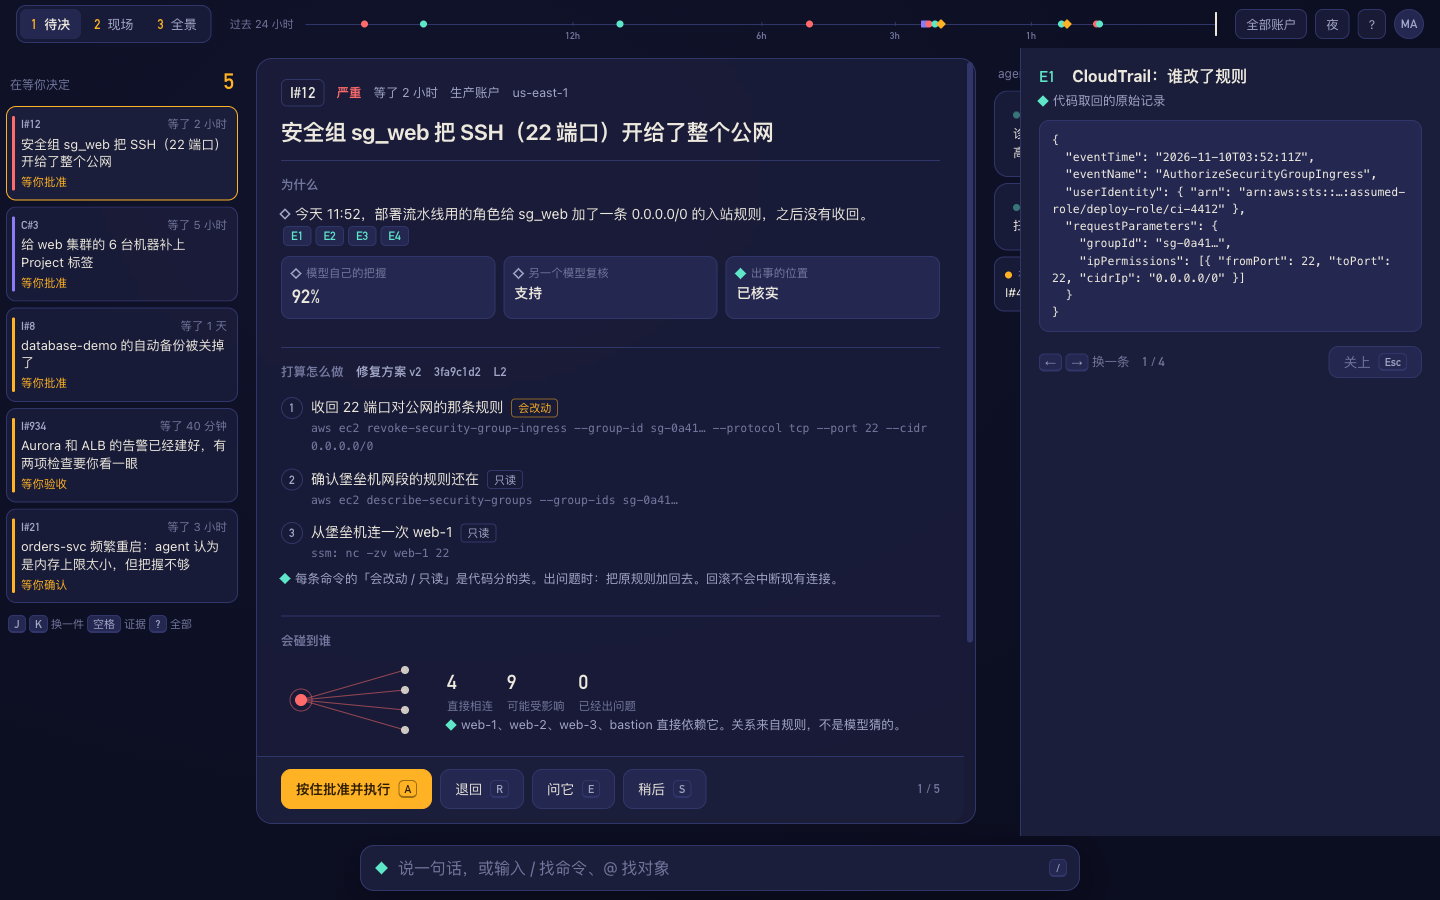 1 待决 2 现场 3 全景
过去 24 小时
12h 6h 3h 1h
全部账户 夜 ? MA
在等你决定 5
I#12 等了 2 小时
安全组 sg_web 把 SSH（22 端口）
开给了整个公网
等你批准
C#3 等了 5 小时
给 web 集群的 6 台机器补上
Project 标签
等你批准
I#8 等了 1 天
database-demo 的自动备份被关掉
了
等你批准
I#934 等了 40 分钟
Aurora 和 ALB 的告警已经建好，有
两项检查要你看一眼
等你验收
I#21 等了 3 小时
orders-svc 频繁重启：agent 认为
是内存上限太小，但把握不够
等你确认
J K 换一件 空格 证据 ? 全部
I#12 严重 等了 2 小时 生产账户 us-east-1
安全组 sg_web 把 SSH（22 端口）开给了整个公网
为什么
今天 11:52，部署流水线用的角色给 sg_web 加了一条 0.0.0.0/0 的入站规则，之后没有收回。
E1 E2 E3 E4
模型自己的把握
92%
另一个模型复核
支持
出事的位置
已核实
打算怎么做 修复方案 v2 3fa9c1d2 L2
1 收回 22 端口对公网的那条规则 会改动
aws ec2 revoke-security-group-ingress --group-id sg-0a41… --protocol tcp --port 22 --cidr
0.0.0.0/0
2 确认堡垒机网段的规则还在 只读
aws ec2 describe-security-groups --group-ids sg-0a41…
3 从堡垒机连一次 web-1 只读
ssm: nc -zv web-1 22
每条命令的「会改动 / 只读」是代码分的类。出问题时：把原规则加回去。回滚不会中断现有连接。
会碰到谁
4 9 0
直接相连 可能受影响 已经出问题
web-1、web-2、web-3、bastion 直接依赖它。关系来自规则，不是模型猜的。
按住批准并执行 A 退回 R 问它 E 稍后 S 1 / 5
age
I#4
E1 CloudTrail：谁改了规则
代码取回的原始记录
{
"eventTime": "2026-11-10T03:52:11Z",
"eventName": "AuthorizeSecurityGroupIngress",
"userIdentity": { "arn": "arn:aws:sts::…:assumed-
role/deploy-role/ci-4412" },
"requestParameters": {
"groupId": "sg-0a41…",
"ipPermissions": [{ "fromPort": 22, "toPort":
22, "cidrIp": "0.0.0.0/0" }]
}
}
← → 换一条 1 / 4 关上 Esc
说一句话，或输入 / 找命令、@ 找对象 /